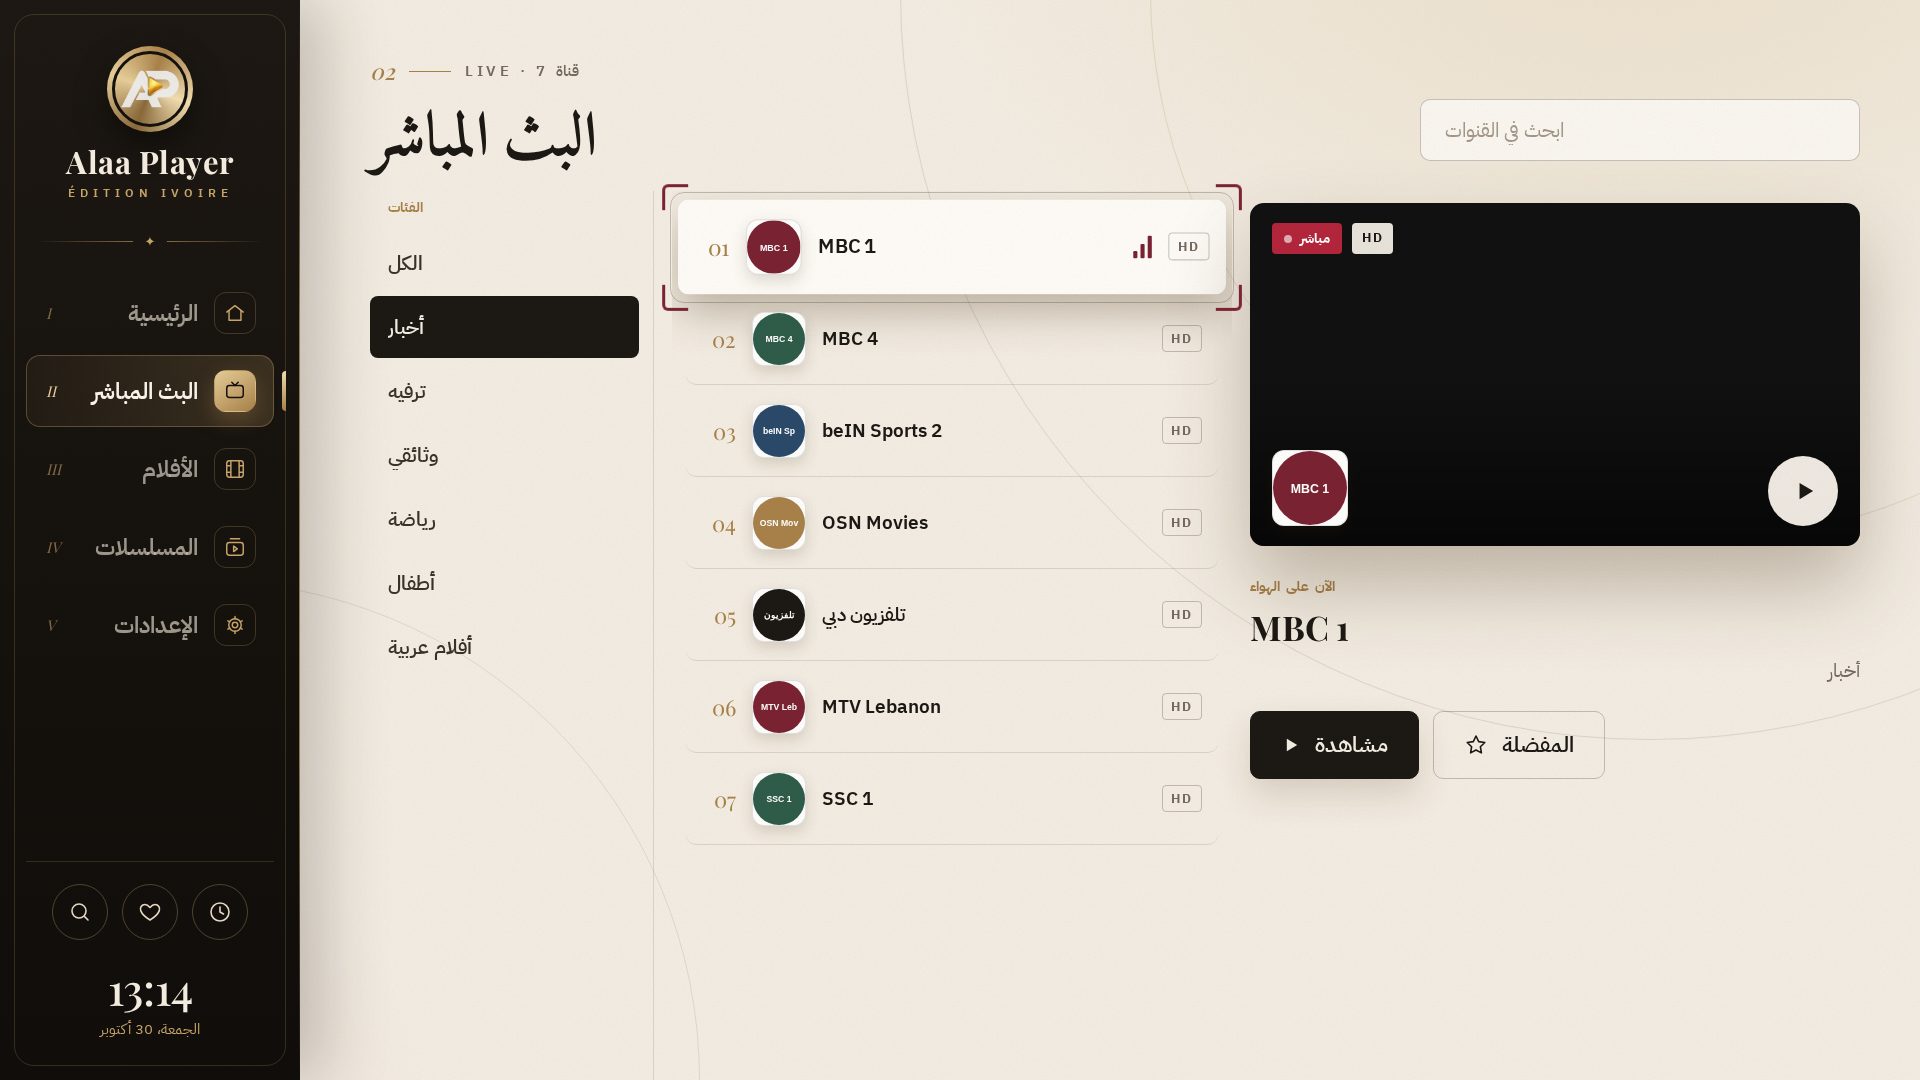 AP
Alaa Player
ÉDITION IVOIRE
I الرئيسية
II البث المباشر
III الأفلام
IV المسلسلات
V الإعدادات
13:14
الجمعة، 30 أكتوبر
02 LIVE · 7 قناة
البث المباشر
ابحث في القنوات
الفئات
الكل
أخبار
ترفيه
وثائقي
رياضة
أطفال
أفلام عربية
01 MBC 1 MBC 1 HD
02 MBC 4 MBC 4 HD
03 beIN Sp beIN Sports 2 HD
04 OSN Mov OSN Movies HD
05 تلفزيون تلفزيون دبي HD
06 MTV Leb MTV Lebanon HD
07 SSC 1 SSC 1 HD
مباشر HD
MBC 1
الآن على الهواء
MBC 1
أخبار
مشاهدة
المفضلة